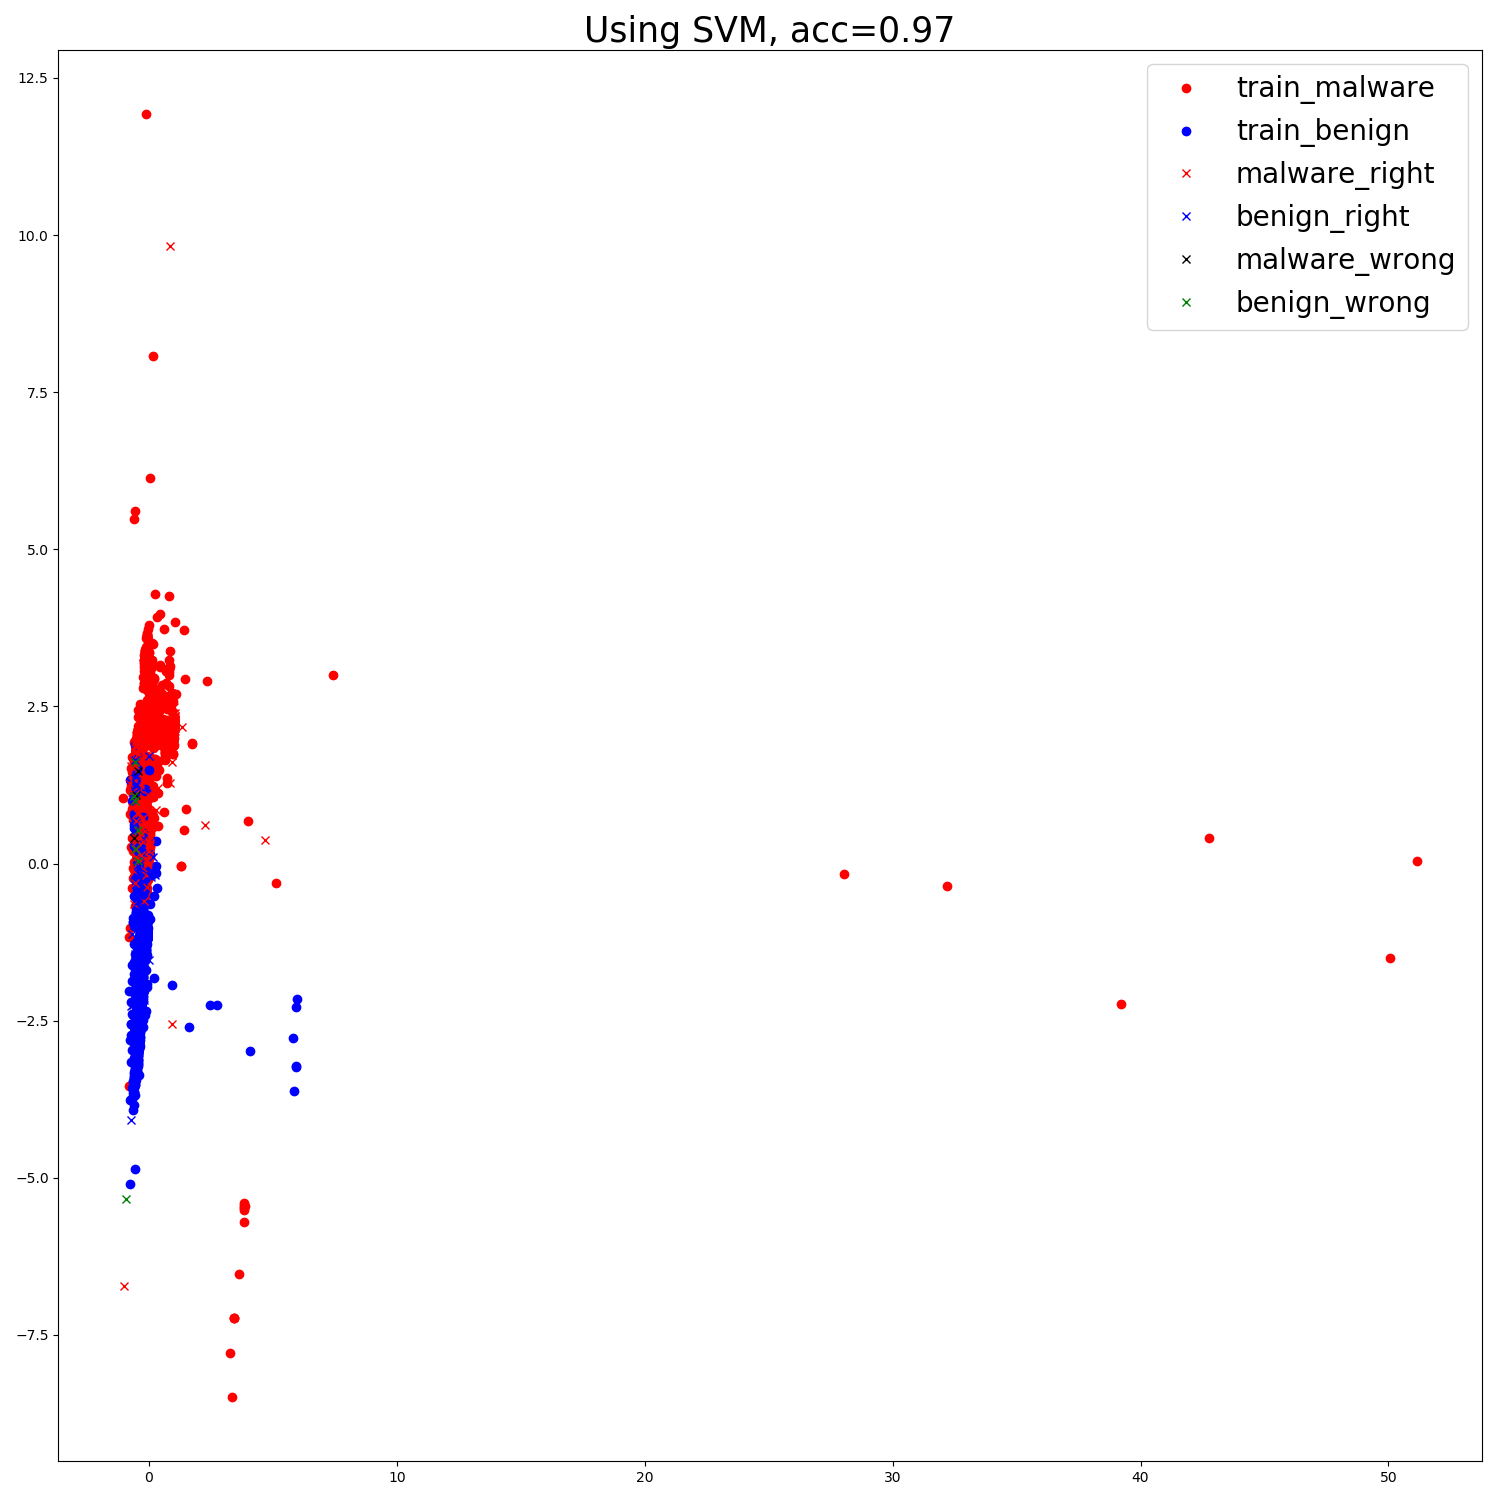 Using SVM, acc=0.97
train_malware
train_benign
malware_right
benign_right
malware_wrong
benign_wrong
12.5
10.0
7.5
5.0
2.5
0.0
−2.5
−5.0
−7.5
0 10 20 30 40 50